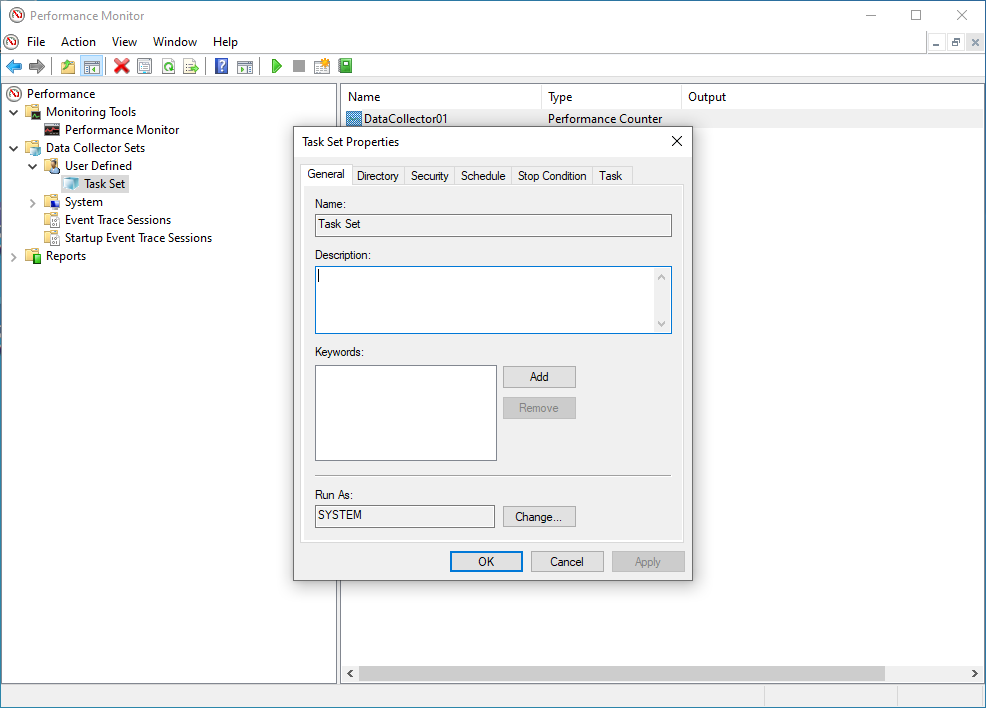 Performance Monitor
File Action View Window Help
Performance
Monitoring Tools
Performance Monitor
Data Collector Sets
User Defined
Task Set
System
Event Trace Sessions
Startup Event Trace Sessions
Reports
Name Type Output
DataCollector01 Performance Counter
Task Set Properties
General Directory Security Schedule Stop Condition Task
Name:
Task Set
Description:
Keywords:
Add
Remove
Run As:
SYSTEM
Change...
OK Cancel Apply